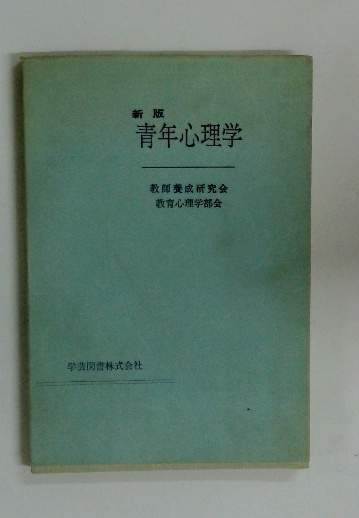 新版
青年心理学
教師養成研究会
教育心理学部会
学芸図書株式会社